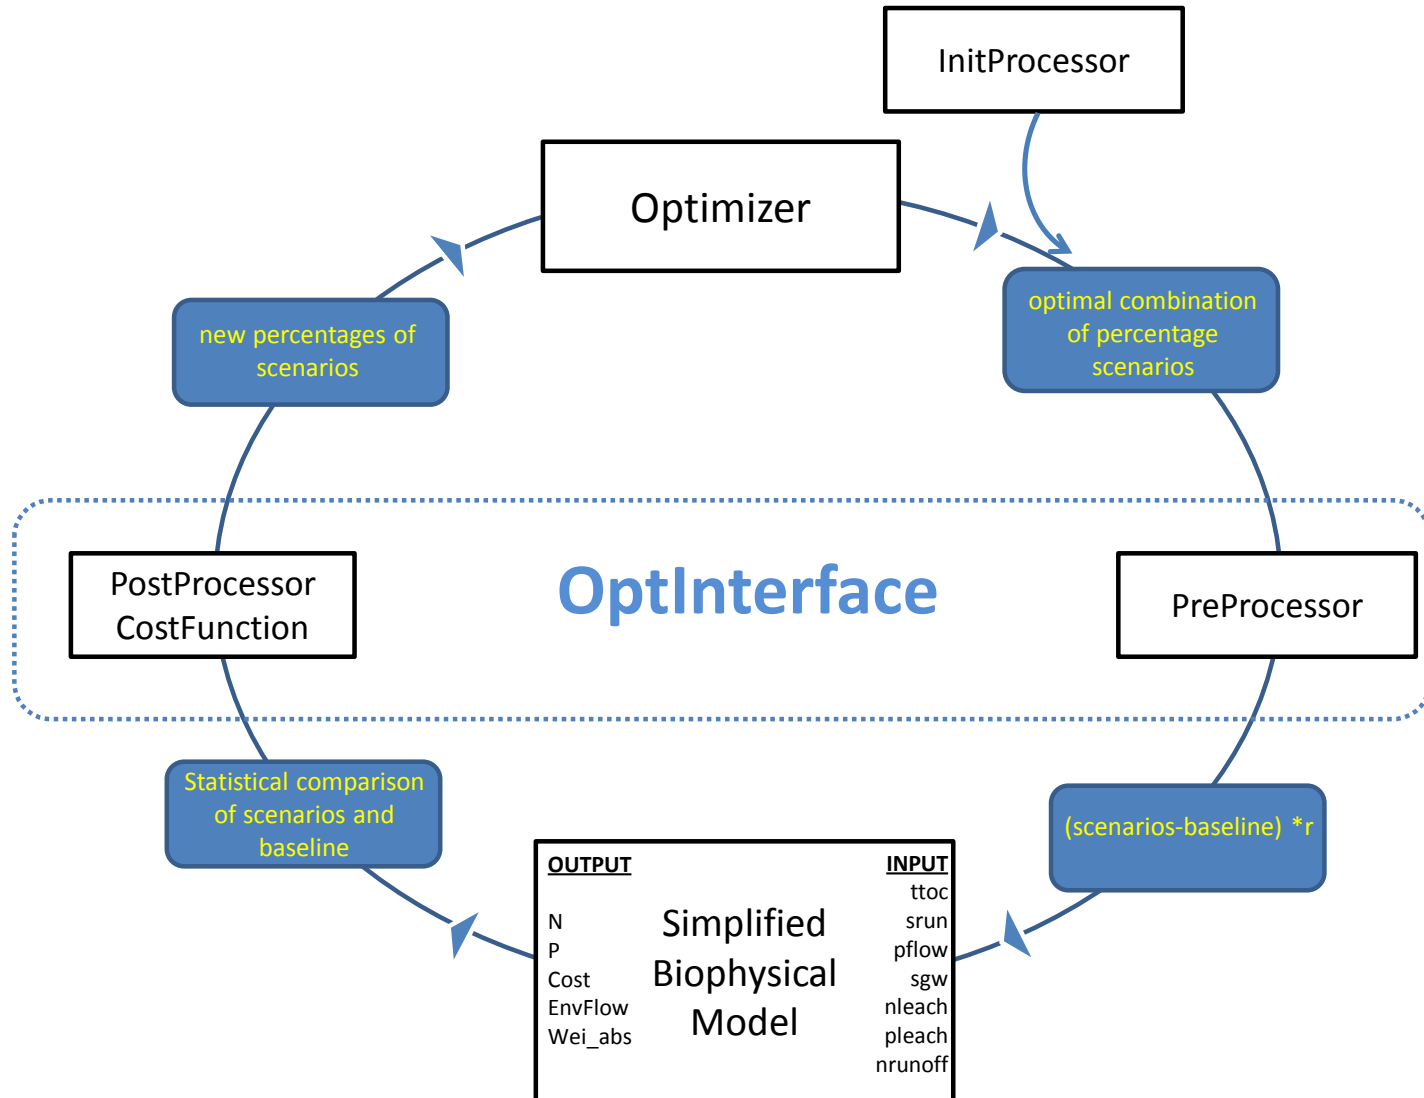 InitProcessor
Optimizer
new percentages of
scenarios
optimal combination
of percentage
scenarios
OptInterface
PostProcessor
CostFunction
PreProcessor
Statistical comparison
of scenarios and
baseline
(scenarios-baseline) *r
OUTPUT
N
P
Cost
EnvFlow
Wei_abs
Simplified
Biophysical
Model
INPUT
ttoc
srun
pflow
sgw
nleach
pleach
nrunoff